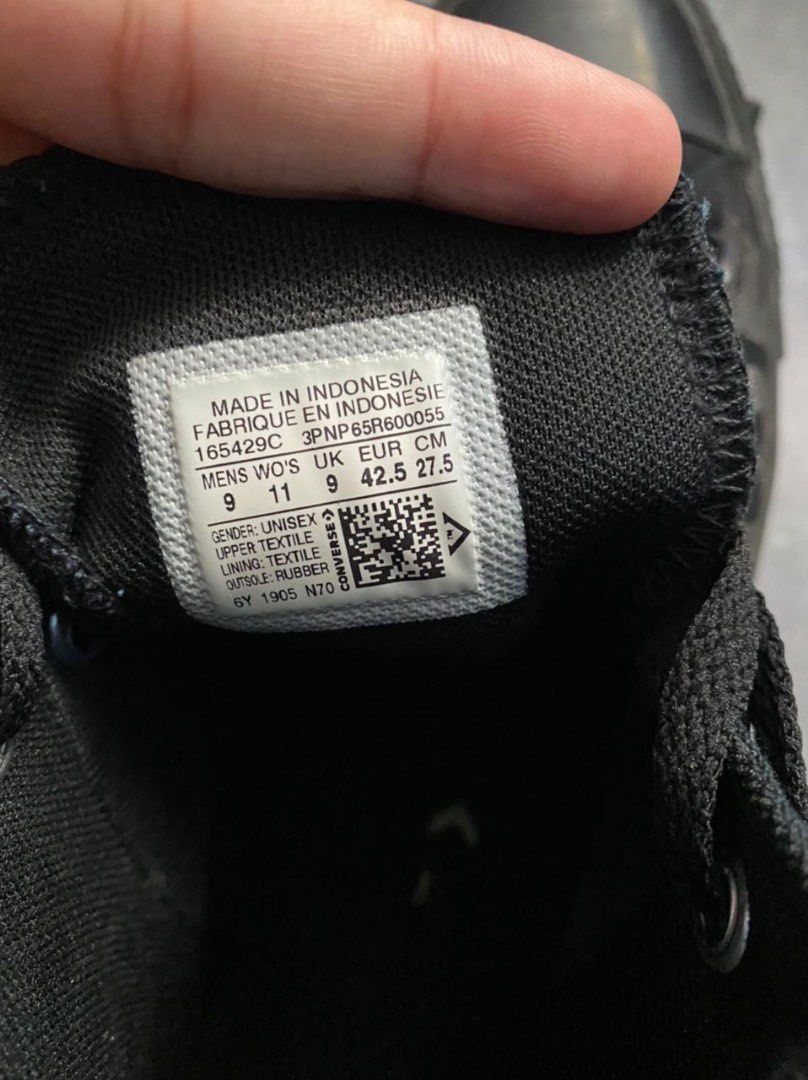 MADE IN INDONESIA
FABRIQUE EN INDONESIE
165429C 3PNP65R600055
MENS WO'S UK EUR CM
9 11 9 42.5 27.5
GENDER: UNISEX
UPPER TEXTILE
LINING: TEXTILE
OUTSOLE: RUBBER
6Y 1905 N70
CONVERSE
TM